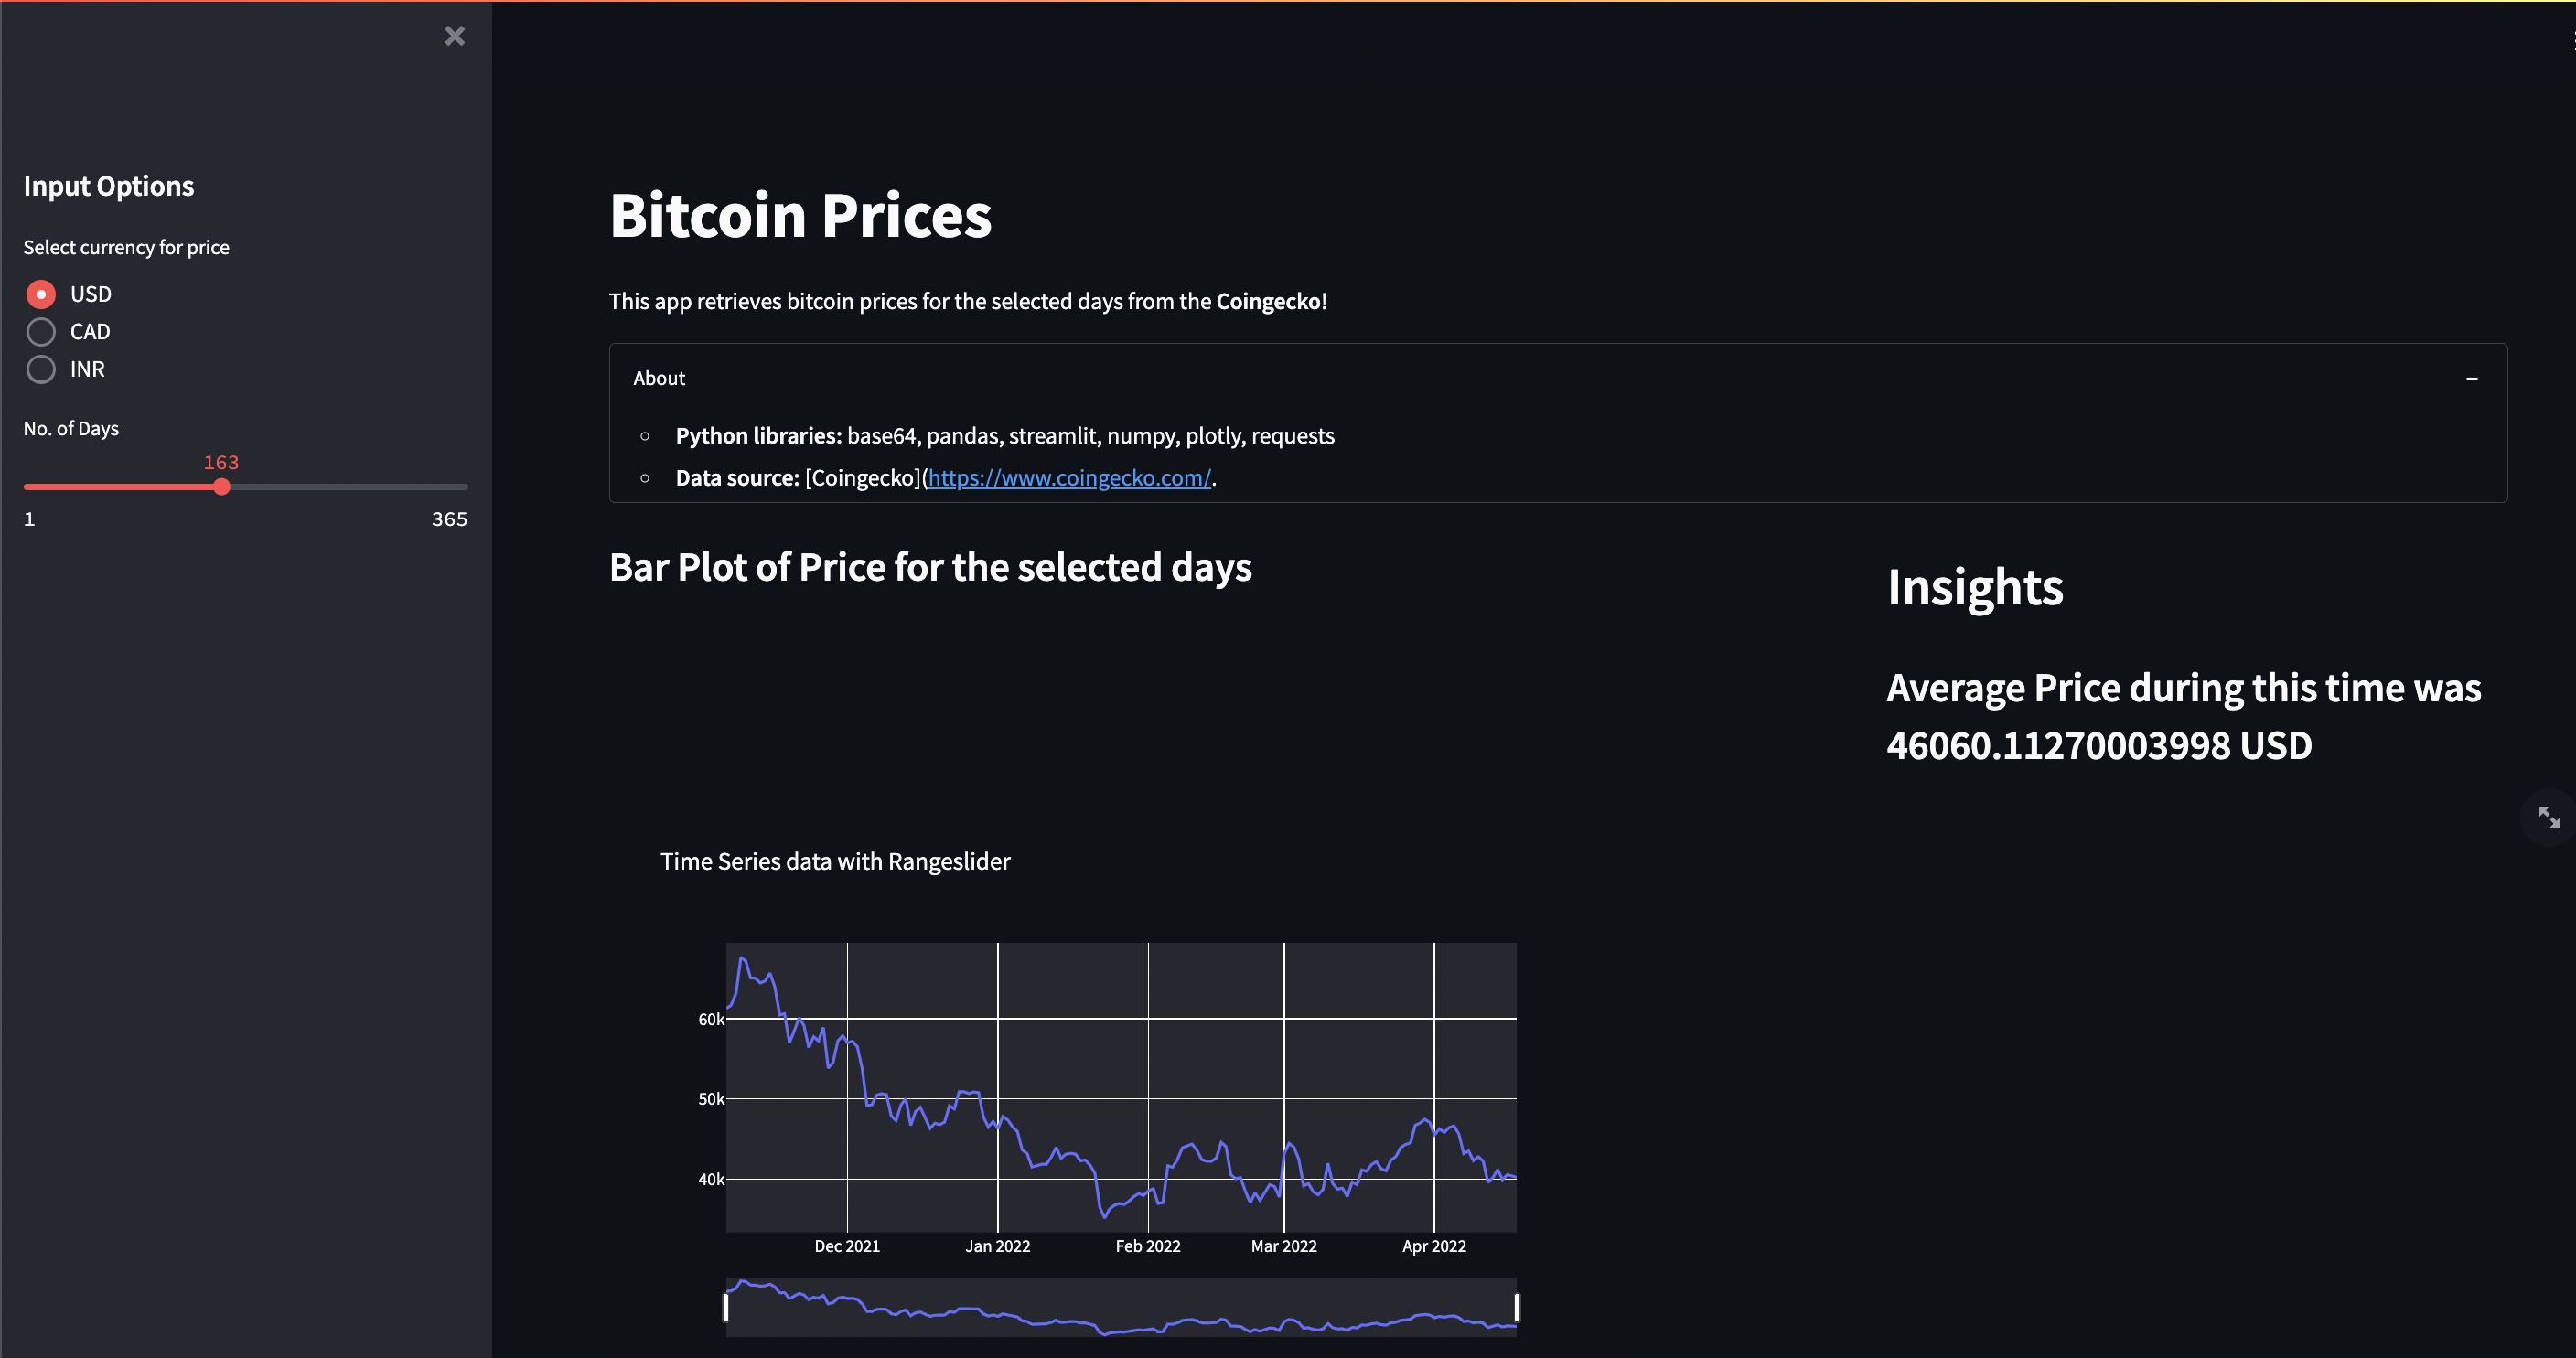 Input Options
Select currency for price
USD
CAD
INR
No. of Days
163
1 365
Bitcoin Prices
This app retrieves bitcoin prices for the selected days from the Coingecko!
About
Python libraries: base64, pandas, streamlit, numpy, plotly, requests
Data source: [Coingecko](https://www.coingecko.com/.
Bar Plot of Price for the selected days
Time Series data with Rangeslider
60k
50k
40k
Dec 2021 Jan 2022 Feb 2022 Mar 2022 Apr 2022
Insights
Average Price during this time was
46060.11270003998 USD